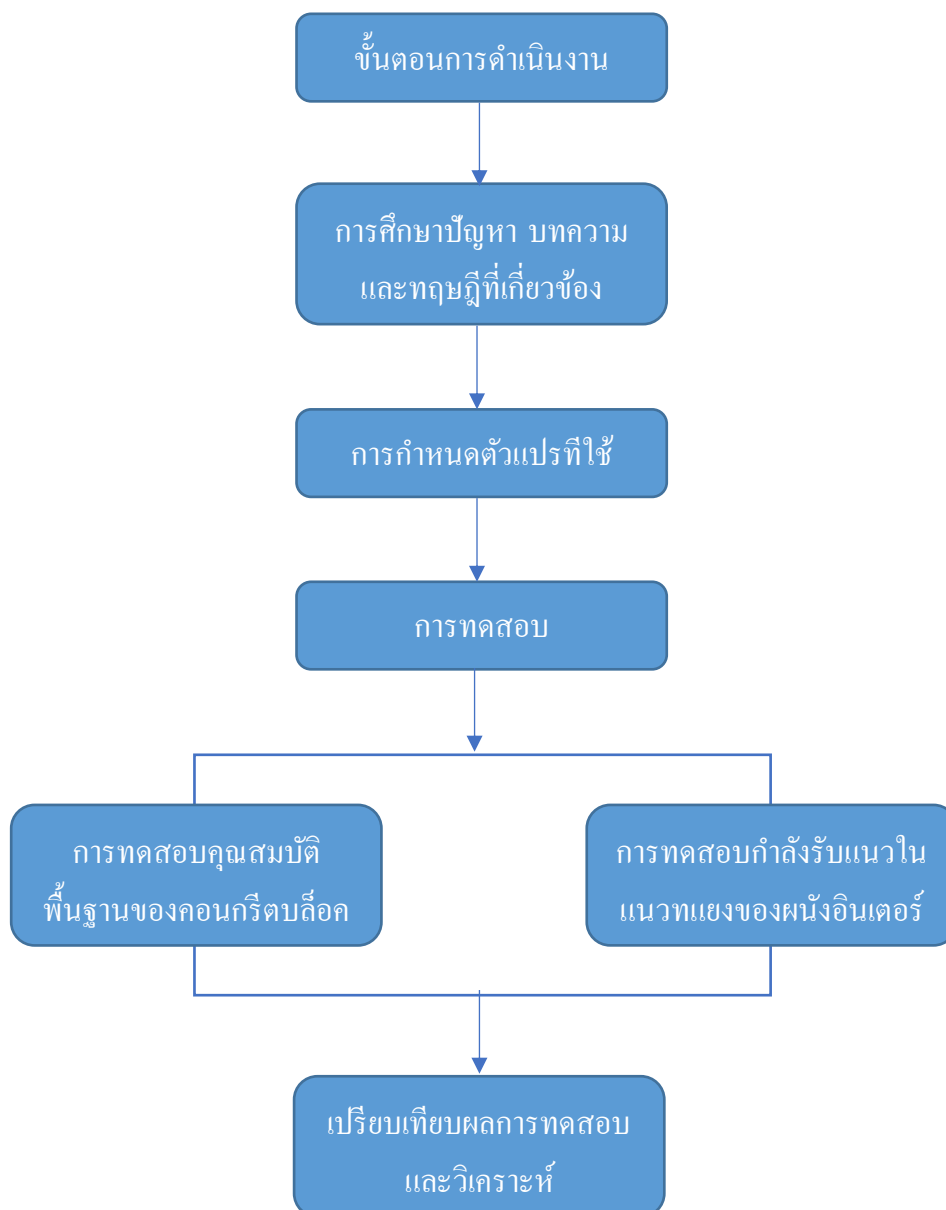 ขั้นตอนการดำเนินงาน
การศึกษาปัญหา บทความ
และทฤษฎีที่เกี่ยวข้อง
การกำหนดตัวแปรทีใช้
การทดสอบ
การทดสอบคุณสมบัติ
พื้นฐานของคอนกรีตบล็อค
การทดสอบกำลังรับแนวใน
แนวทแยงของผนังอินเตอร์
เปรียบเทียบผลการทดสอบ
และวิเคราะห์